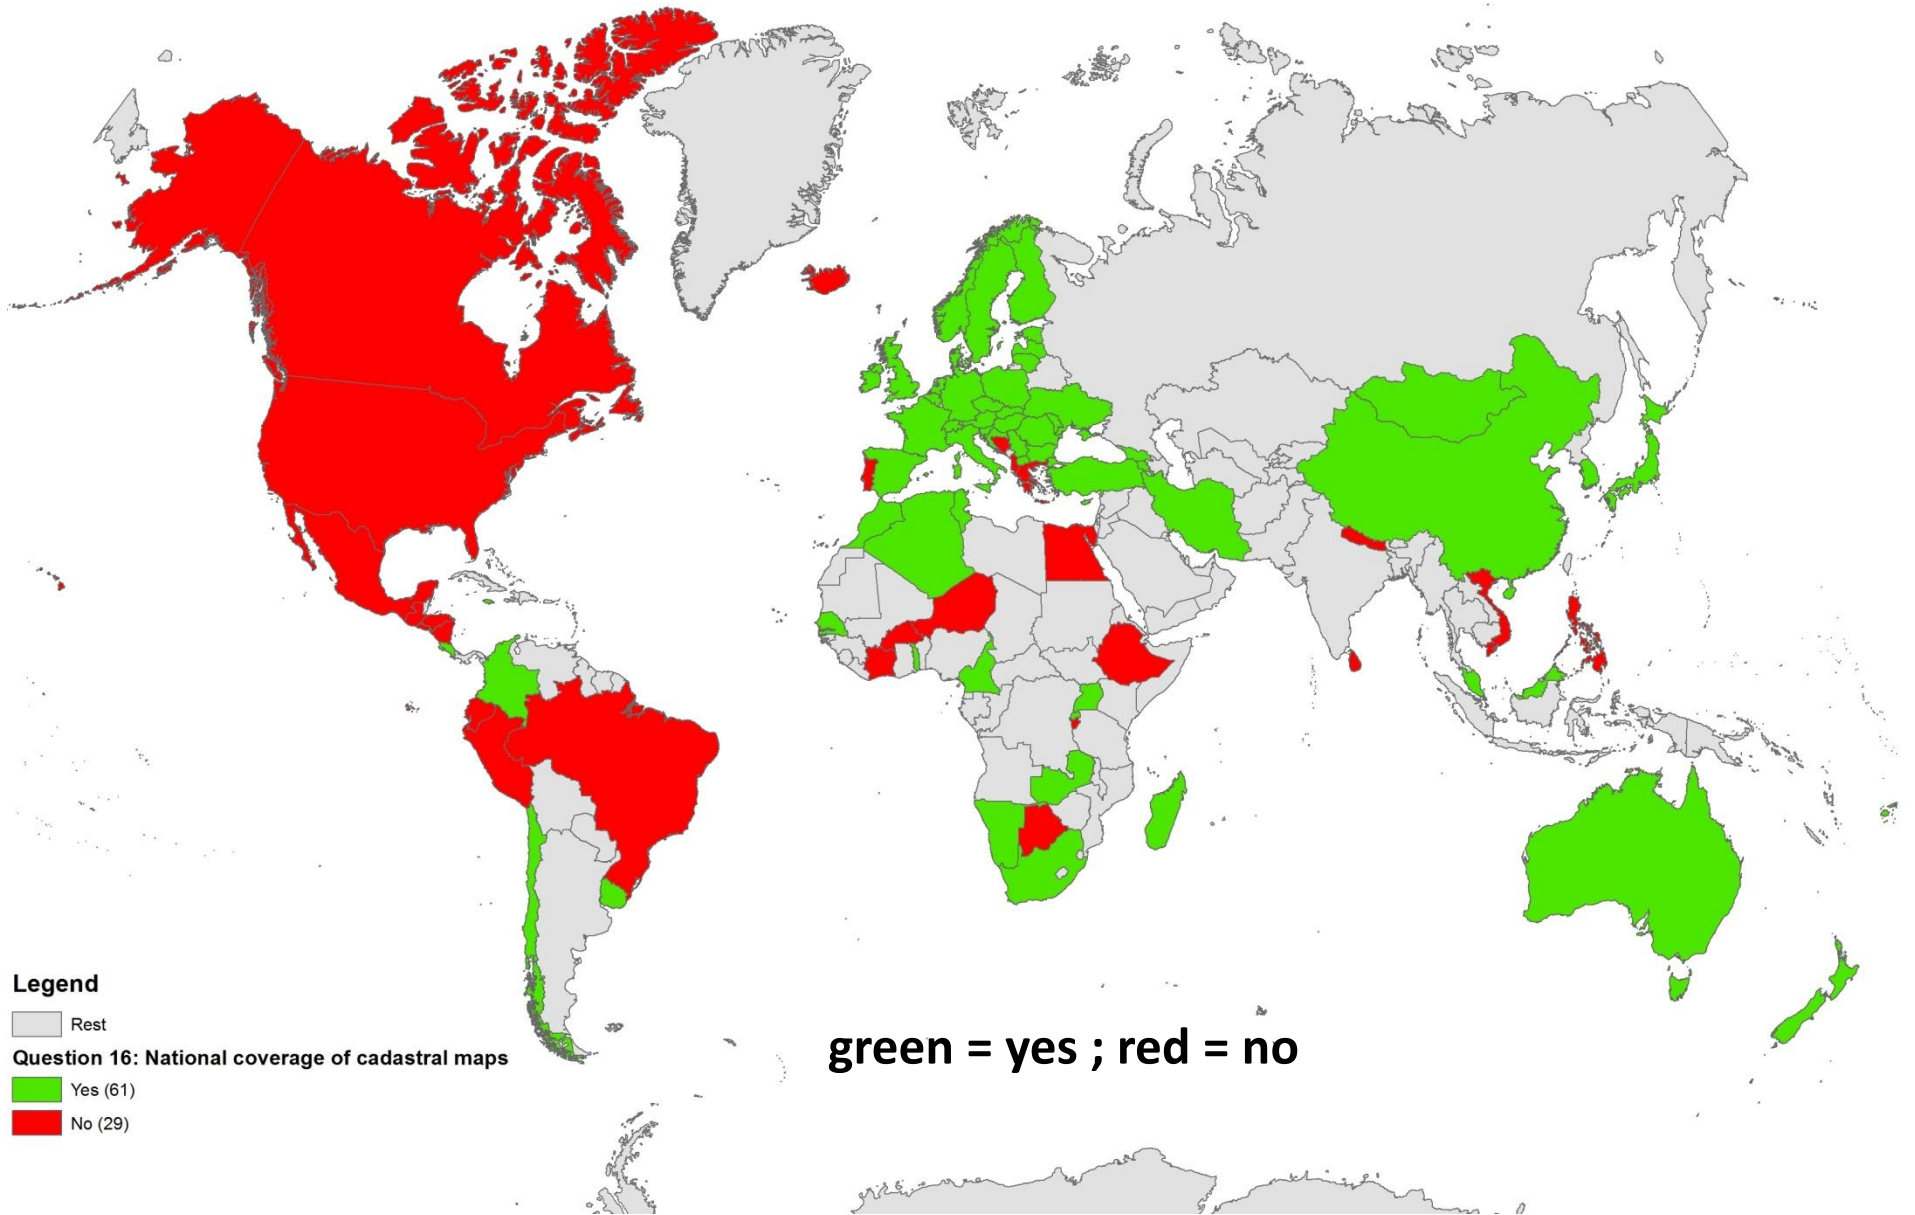 Legend
Rest
Question 16: National coverage of cadastral maps
Yes (61)
No (29)
green = yes ; red = no